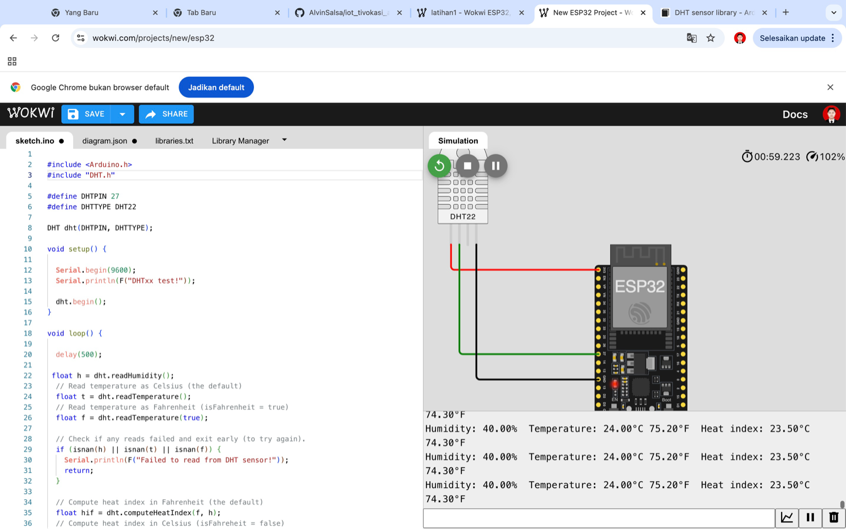 Yang Baru
Tab Baru
AlvinSalsa/iot_tivokasi_
latihan1 - Wokwi ESP32,
New ESP32 Project - Wo
DHT sensor library - Ar
wokwi.com/projects/new/esp32
Selesaikan update
Google Chrome bukan browser default
Jadikan default
WOKWI
SAVE
SHARE
Docs
sketch.ino
diagram.json
libraries.txt
Library Manager
1
2 #include <Arduino.h>
3 #include "DHT.h"
4
5 #define DHTPIN 27
6 #define DHTTYPE DHT22
7
8 DHT dht(DHTPIN, DHTTYPE);
9
10 void setup() {
11
12 Serial.begin(9600);
13 Serial.println(F("DHTxx test!"));
14
15 dht.begin();
16 }
17
18 void loop() {
19
20 delay(500);
21
22 float h = dht.readHumidity();
23 // Read temperature as Celsius (the default)
24 float t = dht.readTemperature();
25 // Read temperature as Fahrenheit (isFahrenheit = true)
26 float f = dht.readTemperature(true);
27
28 // Check if any reads failed and exit early (to try again).
29 if (isnan(h) || isnan(t) || isnan(f)) {
30 Serial.println(F("Failed to read from DHT sensor!"));
31 return;
32 }
33
34 // Compute heat index in Fahrenheit (the default)
35 float hif = dht.computeHeatIndex(f, h);
36 // Compute heat index in Celsius (isFahrenheit = false)
Simulation
00:59.223
102%
DHT22
ESP32
EN
Boot
74.30°F
Humidity: 40.00% Temperature: 24.00°C 75.20°F Heat index: 23.50°C
74.30°F
Humidity: 40.00% Temperature: 24.00°C 75.20°F Heat index: 23.50°C
74.30°F
Humidity: 40.00% Temperature: 24.00°C 75.20°F Heat index: 23.50°C
74.30°F